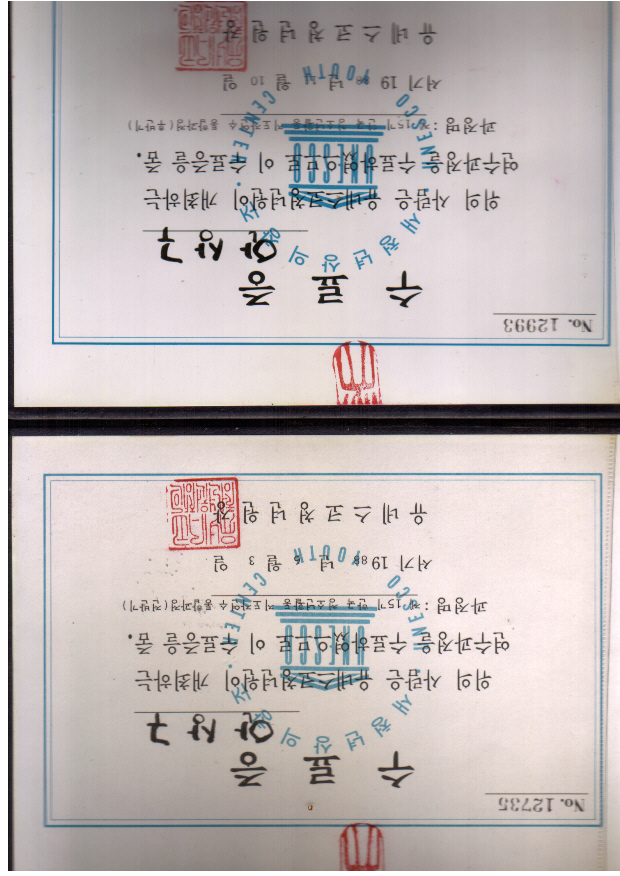 No. 12735
수 료 증
새 청년상의 창조 · UNESCO YOUTH CENTER ·
안 상 구
위의 사람은 유네스코청년원이 개최하는
UNESCO
연수과정을 수료하였으므로 이 수료증을 줌.
과정명 : 제 15기 한국 청소년활동 지도자연수 통합과정(전반기)
서기 1988 년 6 월 3 일
유네스코청년원장
No. 12993
수 료 증
새 청년상의 창조 · UNESCO YOUTH CENTER ·
안 상 구
위의 사람은 유네스코청년원이 개최하는
UNESCO
연수과정을 수료하였으므로 이 수료증을 줌.
과정명 : 제 15기 한국 청소년활동 지도자연수 통합과정(후반기)
서기 19 년 월 10 일
유네스코청년원장